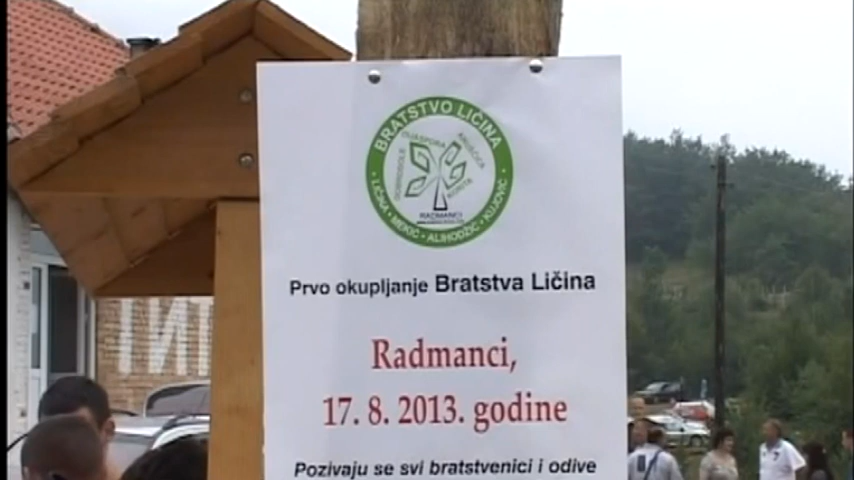 BRATSTVO LIČINA
DIJASPORA
RADMANCI
• LIČINA • MEKIĆ • ALIHODŽIĆ • KUJOVIĆ •
Prvo okupljanje Bratstva Ličina
Radmanci,
17. 8. 2013. godine
Pozivaju se svi bratstvenici i odive